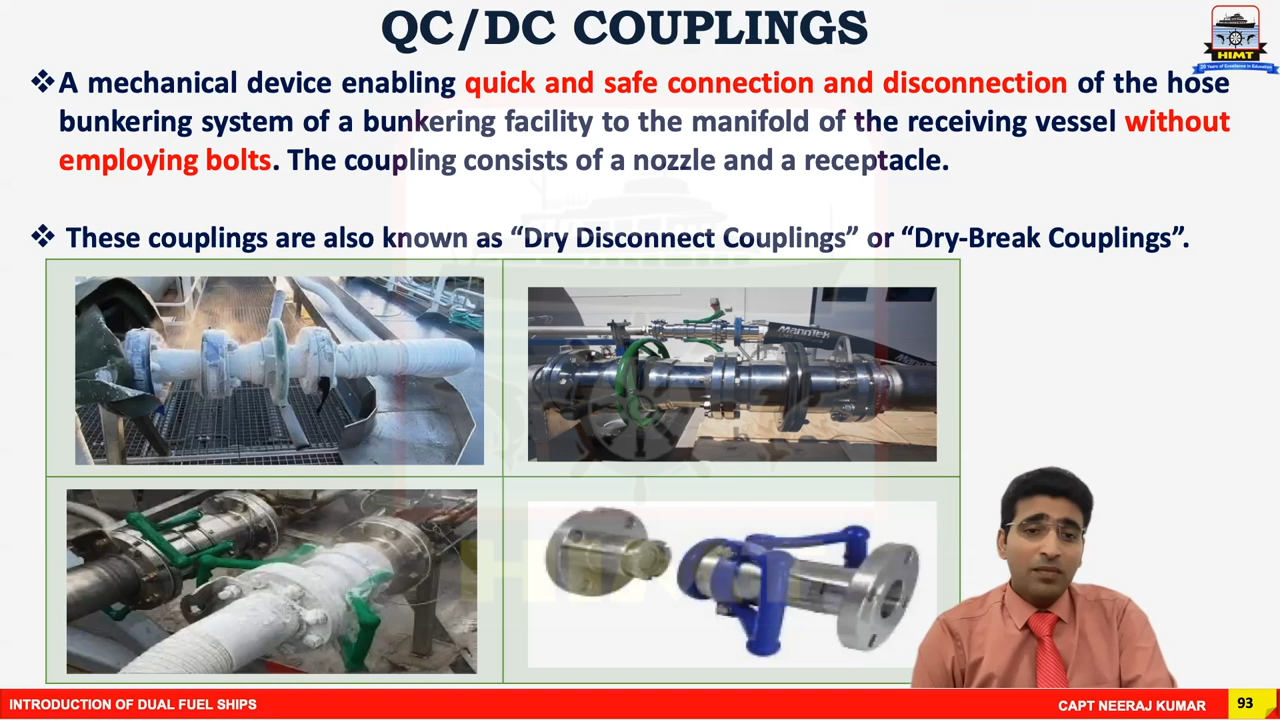 QC/DC COUPLINGS
HIMT
❖A mechanical device enabling quick and safe connection and disconnection of the hose
bunkering system of a bunkering facility to the manifold of the receiving vessel without
employing bolts. The coupling consists of a nozzle and a receptacle.
❖ These couplings are also known as “Dry Disconnect Couplings” or “Dry-Break Couplings”.
MannTek
HIMT
INTRODUCTION OF DUAL FUEL SHIPS
CAPT NEERAJ KUMAR
93